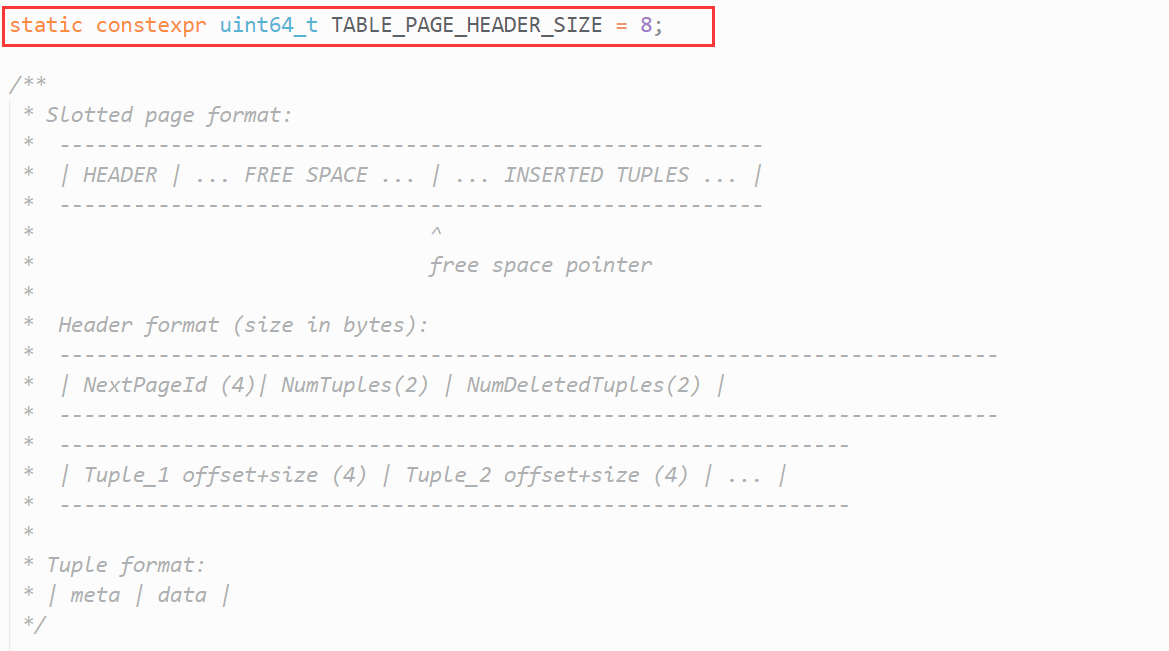 static constexpr uint64_t TABLE_PAGE_HEADER_SIZE = 8;
/**
 * Slotted page format:
 *  ---------------------------------------------------------
 *  | HEADER | ... FREE SPACE ... | ... INSERTED TUPLES ... |
 *  ---------------------------------------------------------
 *                                ^
 *                                free space pointer
 *
 *  Header format (size in bytes):
 *  ----------------------------------------------------------------------------
 *  | NextPageId (4)| NumTuples(2) | NumDeletedTuples(2) |
 *  ----------------------------------------------------------------------------
 *  ----------------------------------------------------------------
 *  | Tuple_1 offset+size (4) | Tuple_2 offset+size (4) | ... |
 *  ----------------------------------------------------------------
 *
 * Tuple format:
 * | meta | data |
 */